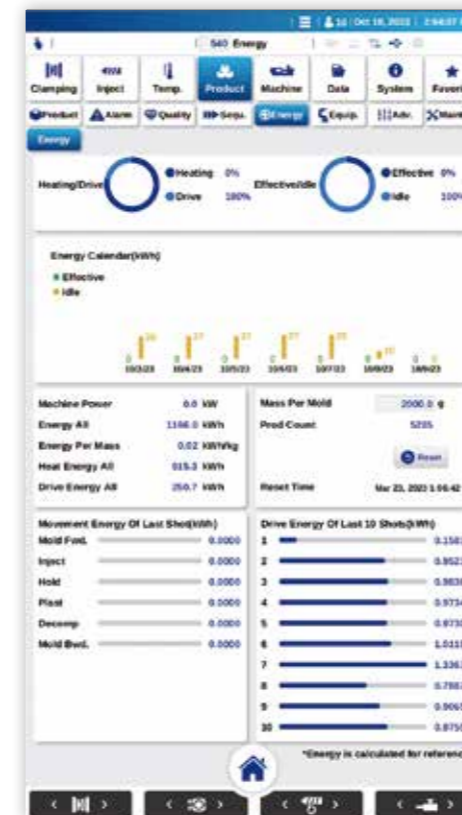 Oct 18, 2023
540 Energy
Clamping Inject Temp. Product Machine Data System Favori
Product Alarm Quality Sequ. Energy Equip. Adv. Maint
Energy
Heating/Drive Heating 0% Drive 100% Effective/Idle Effective 0% Idle 100%
Energy Calendar(kWh)
Effective
Idle
10/3/23 10/4/23 10/5/23 10/6/23 10/7/23 10/8/23
Machine Power 0.0 kW
Energy All 1166.0 kWh
Energy Per Mass 0.02 kWh/kg
Heat Energy All 915.3 kWh
Drive Energy All 250.7 kWh
Mass Per Mold 2000.0 g
Prod Count
Reset
Reset Time Mar 23, 2023 1:06:42
Movement Energy Of Last Shot(kWh)
Mold Fwd. 0.0000
Inject 0.0000
Hold 0.0000
Plast 0.0000
Decomp 0.0000
Mold Bwd. 0.0000
Drive Energy Of Last 10 Shots(kWh)
1
2
3
4
5
6
7
8
9
10
*Energy is calculated for referenc